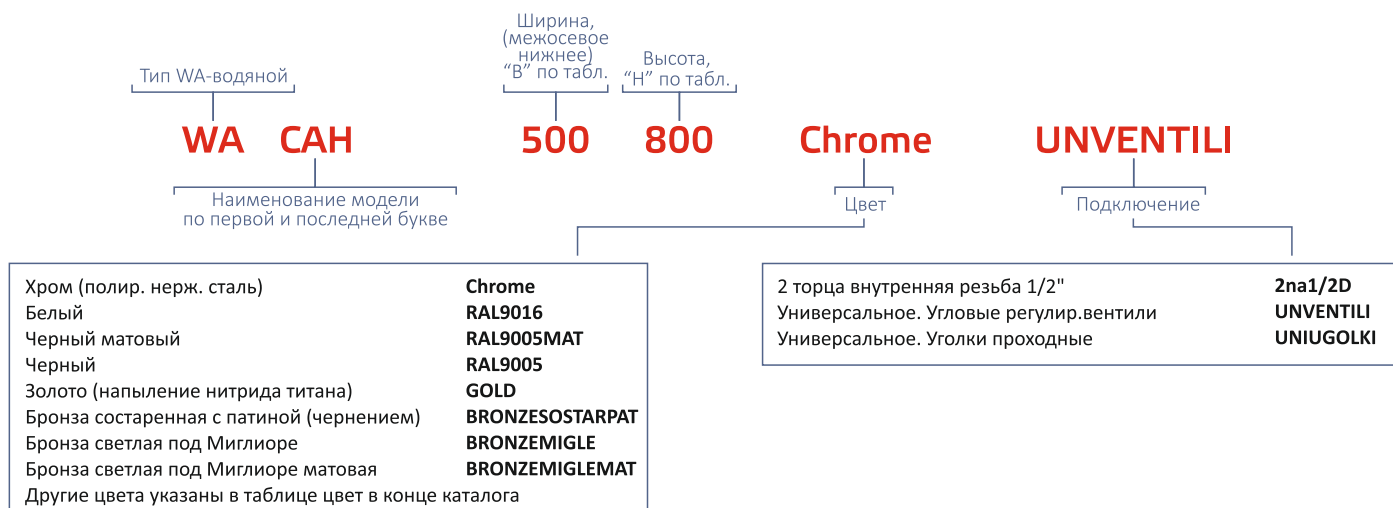 Ширина,
(межосевое
нижнее)
“В” по табл.
Высота,
“Н” по табл.
Тип WA-водяной
WA САН 500 800 Chrome UNVENTILI
Наименование модели
по первой и последней букве
Цвет
Подключение
Хром (полир. нерж. сталь) Chrome
Белый RAL9016
Черный матовый RAL9005MAT
Черный RAL9005
Золото (напыление нитрида титана) GOLD
Бронза состаренная с патиной (чернением) BRONZESOSTARPAT
Бронза светлая под Миглиоре BRONZEMIGLE
Бронза светлая под Миглиоре матовая BRONZEMIGLEMAT
Другие цвета указаны в таблице цвет в конце каталога
2 торца внутренняя резьба 1/2" 2na1/2D
Универсальное. Угловые регулир.вентили UNVENTILI
Универсальное. Уголки проходные UNIUGOLKI